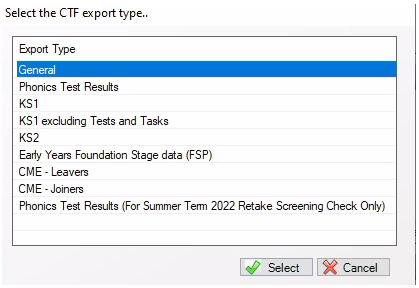 Select the CTF export type..
Export Type
General
Phonics Test Results
KS1
KS1 excluding Tests and Tasks
KS2
Early Years Foundation Stage data (FSP)
CME - Leavers
CME - Joiners
Phonics Test Results (For Summer Term 2022 Retake Screening Check Only)
Select
Cancel